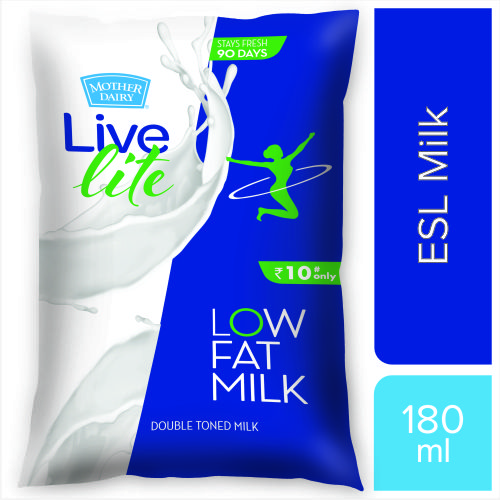 STAYS FRESH
90 DAYS
MOTHER
DAIRY
Live
lite
₹10# only
LOW
FAT
MILK
DOUBLE TONED MILK
ESL Milk
180
ml